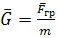 Ḡ = F̄гр / m